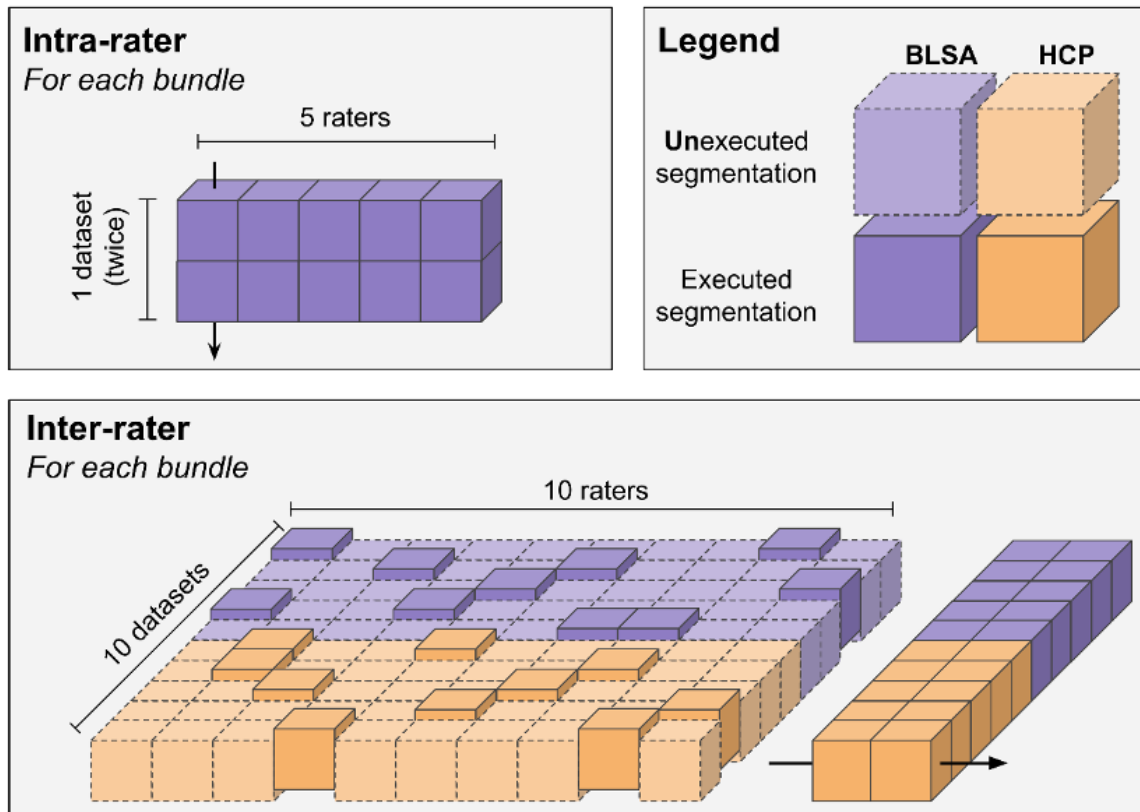 Intra-rater
For each bundle
5 raters
1 dataset
(twice)
Legend
BLSA
HCP
Unexecuted
segmentation
Executed
segmentation
Inter-rater
For each bundle
10 raters
10 datasets